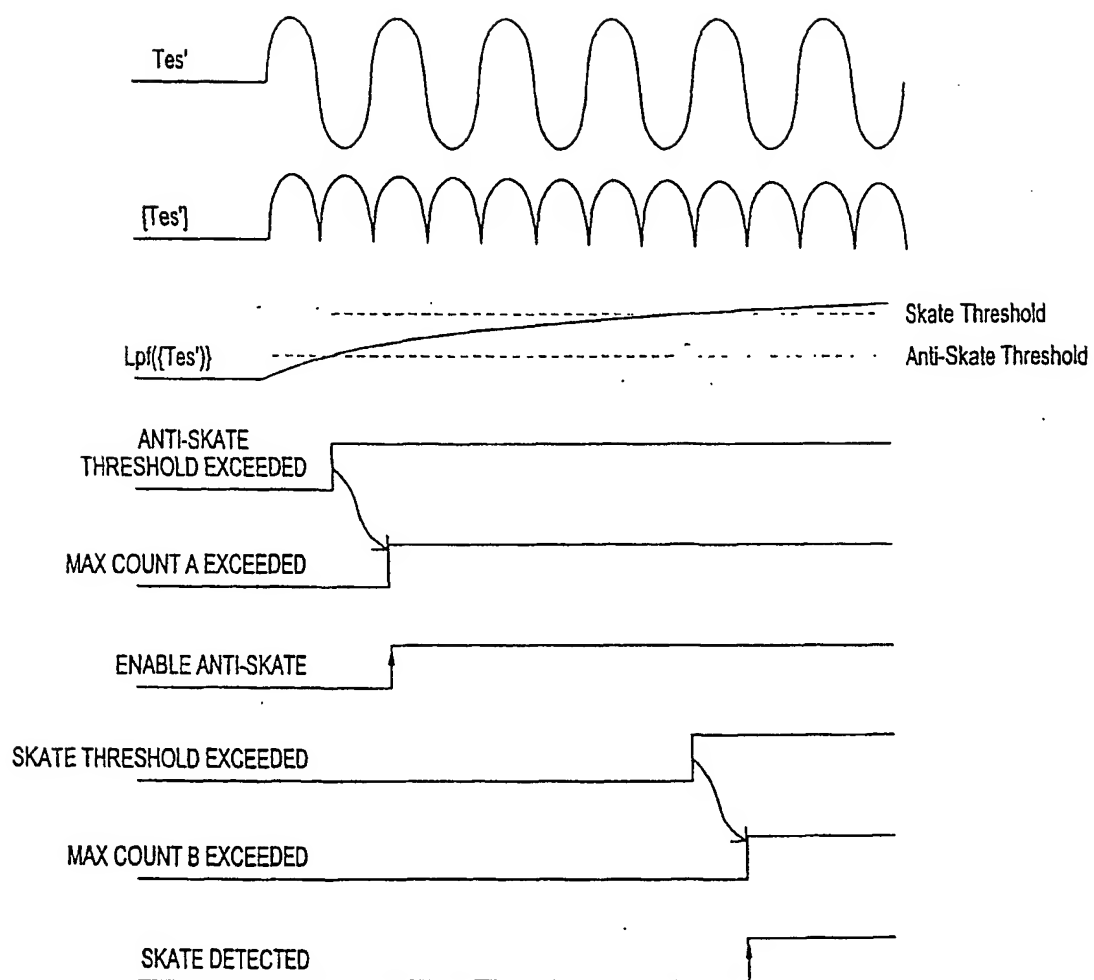 Tes'
[Tes']
Skate Threshold
Lpf({Tes'})
Anti-Skate Threshold
ANTI-SKATE
THRESHOLD EXCEEDED
MAX COUNT A EXCEEDED
ENABLE ANTI-SKATE
SKATE THRESHOLD EXCEEDED
MAX COUNT B EXCEEDED
SKATE DETECTED